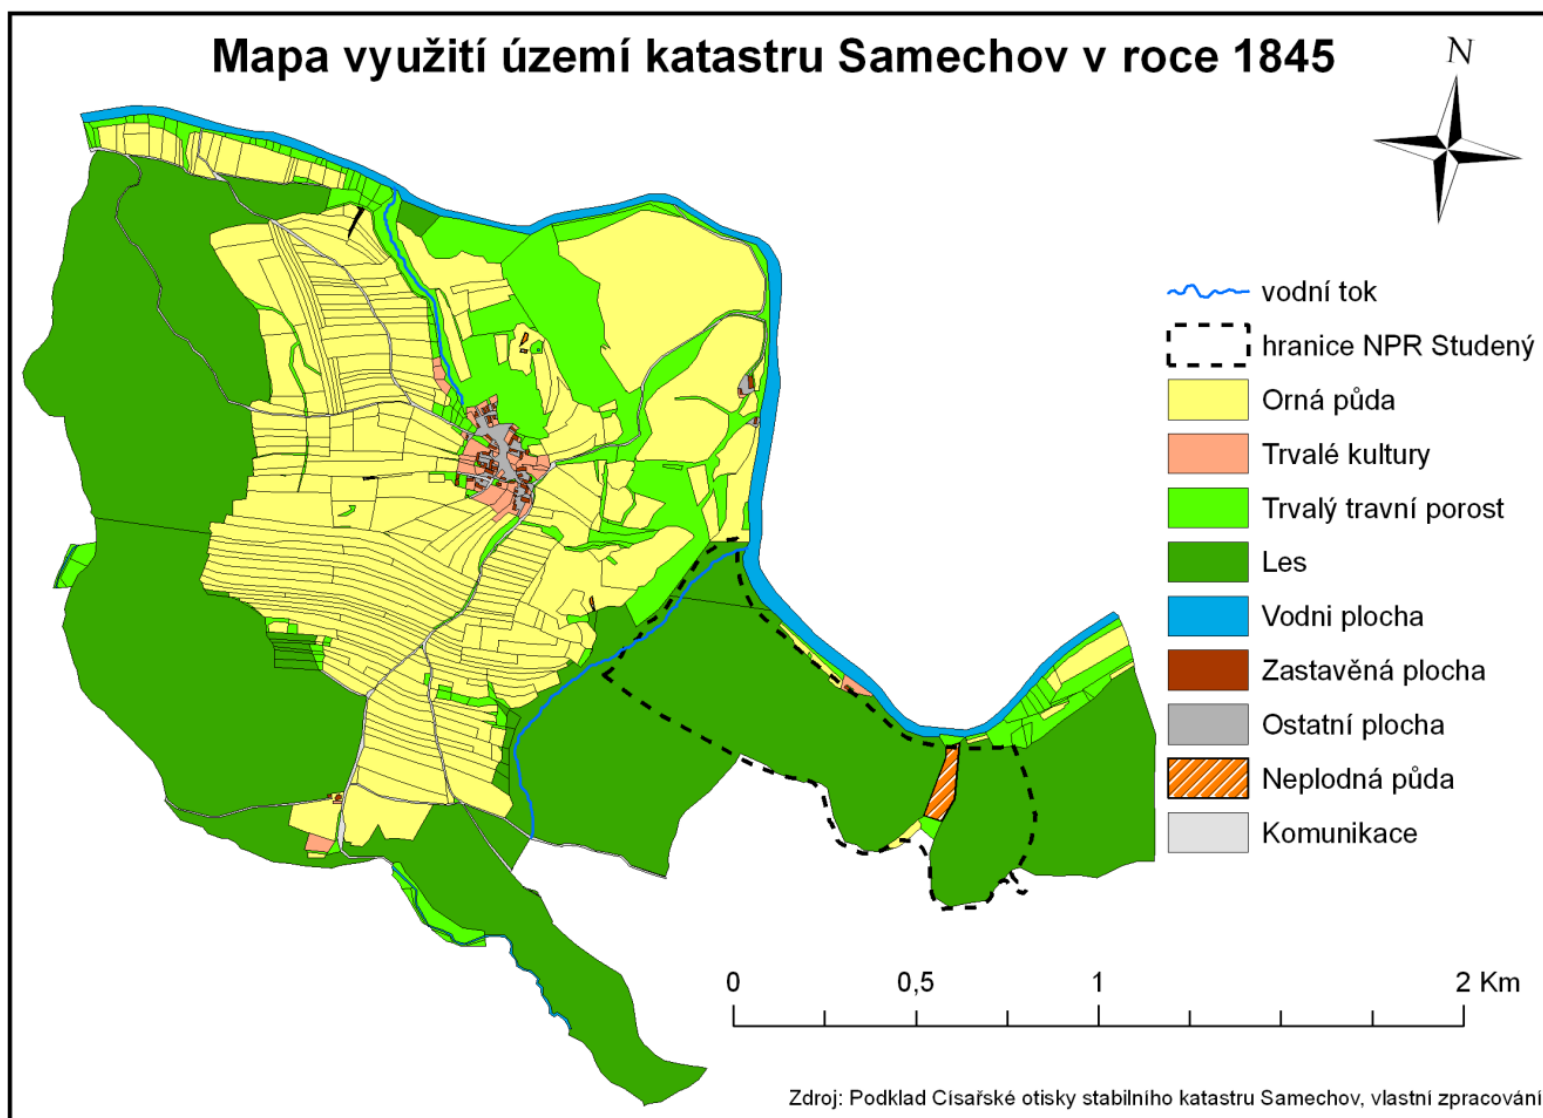 Mapa využití území katastru Samechov v roce 1845
N
vodní tok
hranice NPR Studený
Orná půda
Trvalé kultury
Trvalý travní porost
Les
Vodni plocha
Zastavěná plocha
Ostatní plocha
Neplodná půda
Komunikace
0 0,5 1 2 Km
Zdroj: Podklad Císařské otisky stabilního katastru Samechov, vlastní zpracování